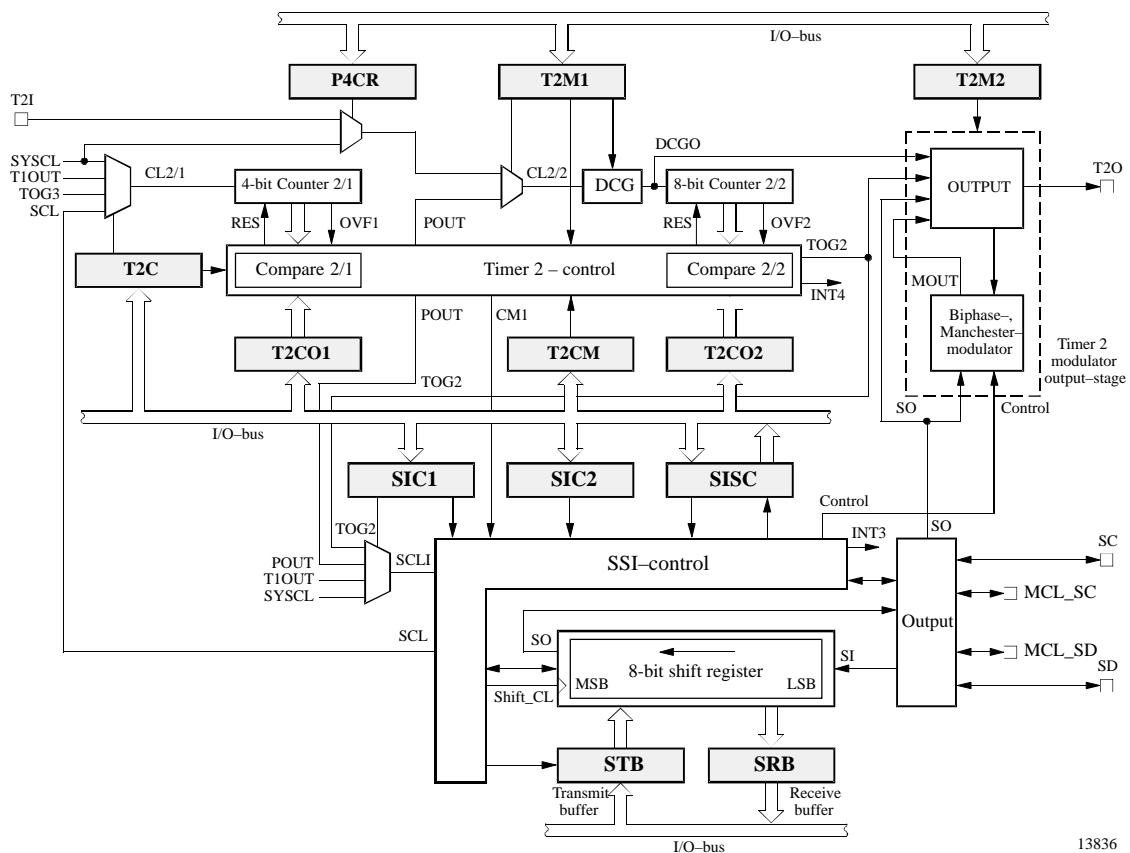 I/O–bus
P4CR
T2M1
T2M2
T2I
DCGO
SYSCL
T1OUT
TOG3
SCL
CL2/1
4-bit Counter 2/1
CL2/2
DCG
8-bit Counter 2/2
OUTPUT
T2O
RES
OVF1
POUT
RES
OVF2
TOG2
T2C
Compare 2/1
Timer 2 – control
Compare 2/2
INT4
MOUT
POUT
CM1
Biphase–,
Manchester–
modulator
Timer 2
modulator
output–stage
T2CO1
T2CM
T2CO2
TOG2
SO
Control
I/O–bus
SIC1
SIC2
SISC
Control
TOG2
SO
POUT
T1OUT
SYSCL
SCLI
SSI–control
INT3
SC
MCL_SC
Output
SCL
SO
SI
MCL_SD
8-bit shift register
MSB
LSB
SD
Shift_CL
STB
SRB
Transmit
buffer
Receive
buffer
I/O–bus
13836